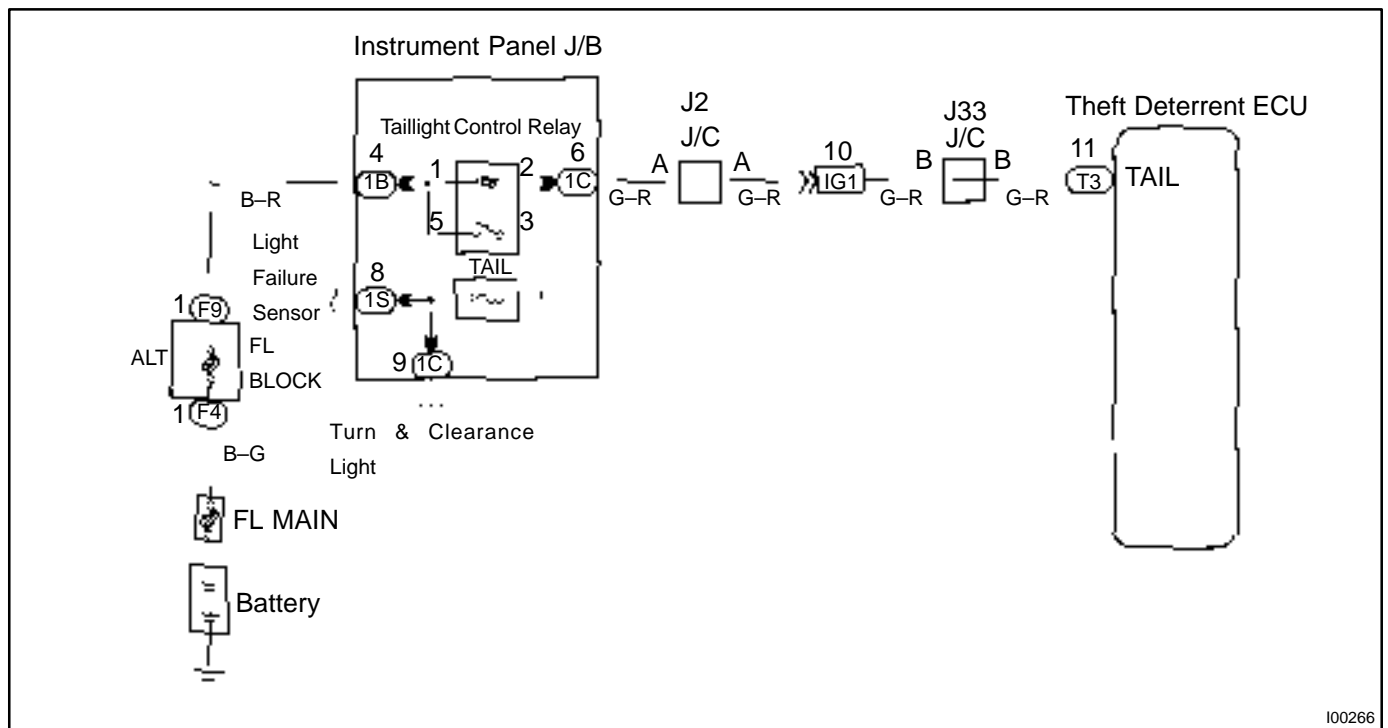 Instrument Panel J/B
J2
J/C
J33
J/C
Theft Deterrent ECU
Taillight Control Relay
4
1
2
6
10
11
1B
1C
A
A
IG1
B
B
T3
TAIL
B–R
G–R
G–R
G–R
G–R
5
3
Light
Failure
Sensor
8
TAIL
1S
1
F9
ALT
FL
BLOCK
9
1C
1
F4
Turn & Clearance
Light
B–G
FL MAIN
Battery
I00266